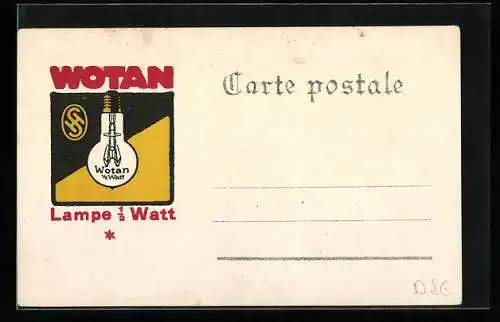 WOTAN
Carte postale
Wotan
½ Watt
Lampe ½ Watt
*